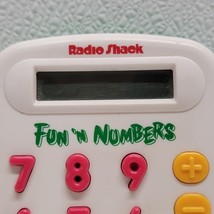 Radio Shack
FUN 'N NUMBERS
7 8 9 ÷